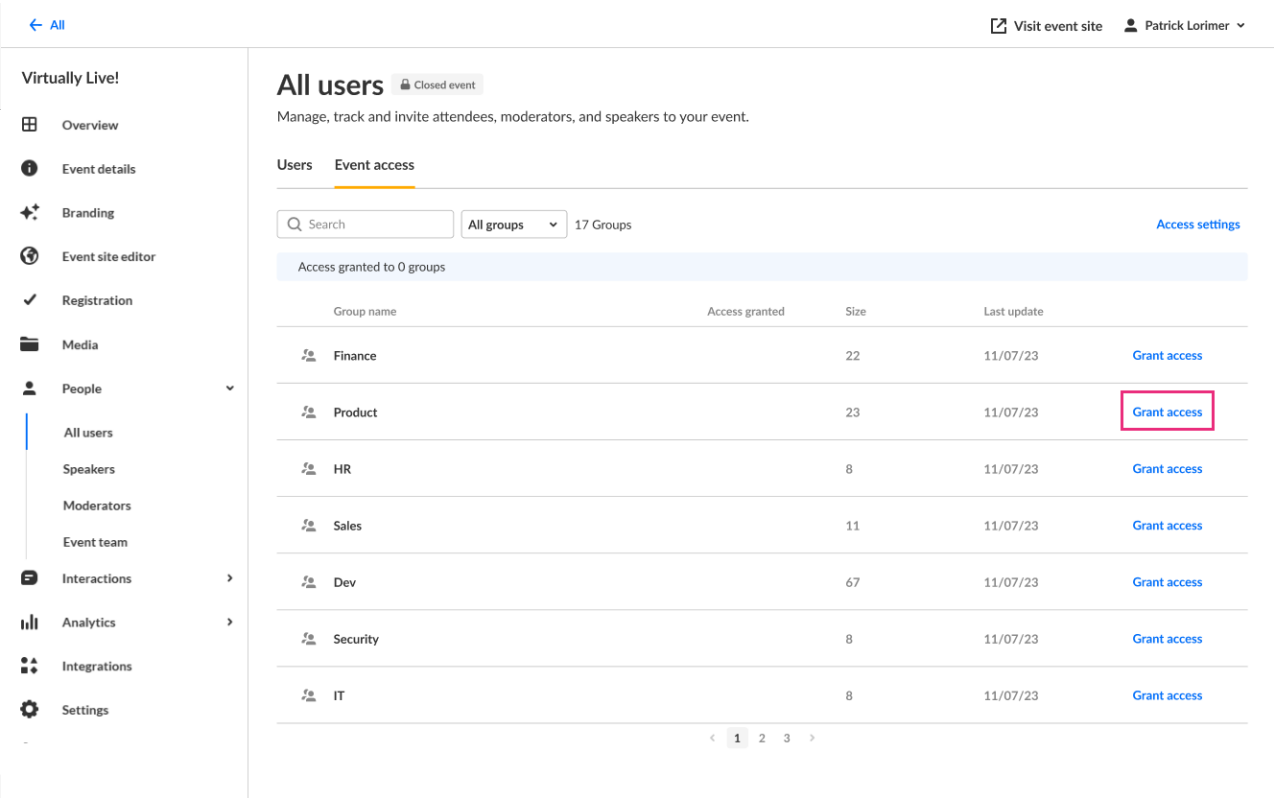 All
Visit event site
Patrick Lorimer
Virtually Live!
Overview
Event details
Branding
Event site editor
Registration
Media
People
All users
Speakers
Moderators
Event team
Interactions
Analytics
Integrations
Settings
All users
Closed event
Manage, track and invite attendees, moderators, and speakers to your event.
Users Event access
Search All groups 17 Groups Access settings
Access granted to 0 groups
Group name Access granted Size Last update
Finance 22 11/07/23 Grant access
Product 23 11/07/23 Grant access
HR 8 11/07/23 Grant access
Sales 11 11/07/23 Grant access
Dev 67 11/07/23 Grant access
Security 8 11/07/23 Grant access
IT 8 11/07/23 Grant access
< 1 2 3 >